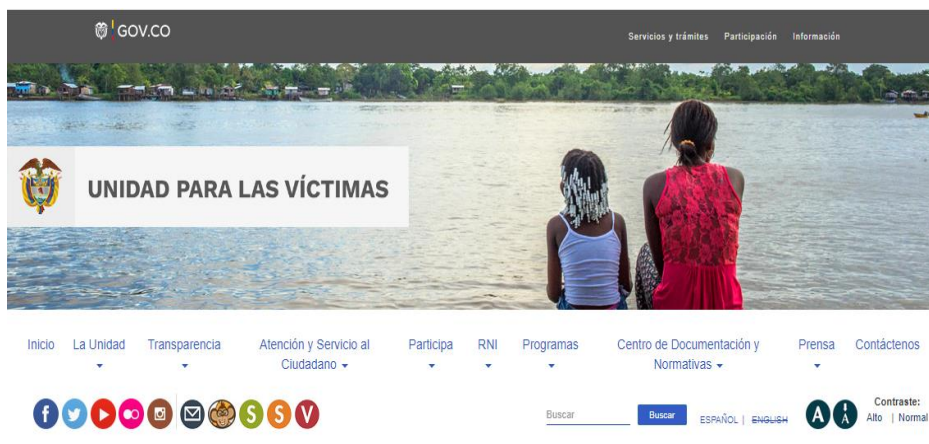 GOV.CO
Servicios y trámites Participación Información
UNIDAD PARA LAS VÍCTIMAS
Inicio La Unidad Transparencia Atención y Servicio al Ciudadano Participa RNI Programas Centro de Documentación y Normativas Prensa Contáctenos
f S S V
Buscar Buscar ESPAÑOL | ENGLISH A A Contraste:
Alto | Normal